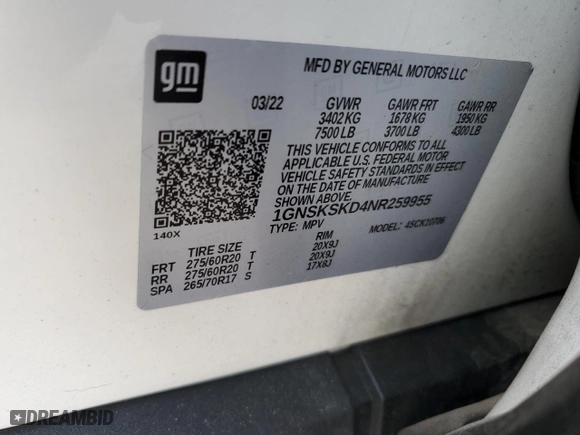 gm
MFD BY GENERAL MOTORS LLC
03/22 GVWR GAWR FRT GAWR RR
3402 KG 1678 KG 1950 KG
7500 LB 3700 LB 4300 LB
THIS VEHICLE CONFORMS TO ALL
APPLICABLE U.S. FEDERAL MOTOR
VEHICLE SAFETY STANDARDS IN EFFECT
ON THE DATE OF MANUFACTURE
SHOWN ABOVE.
1GNSKSKD4NR259955
TYPE: MPV MODEL: 4SCK10706
140X
TIRE SIZE RIM
FRT 275/60R20 T 20X9J
RR 275/60R20 T 20X9J
SPA 265/70R17 S 17X8J
DREAMBID